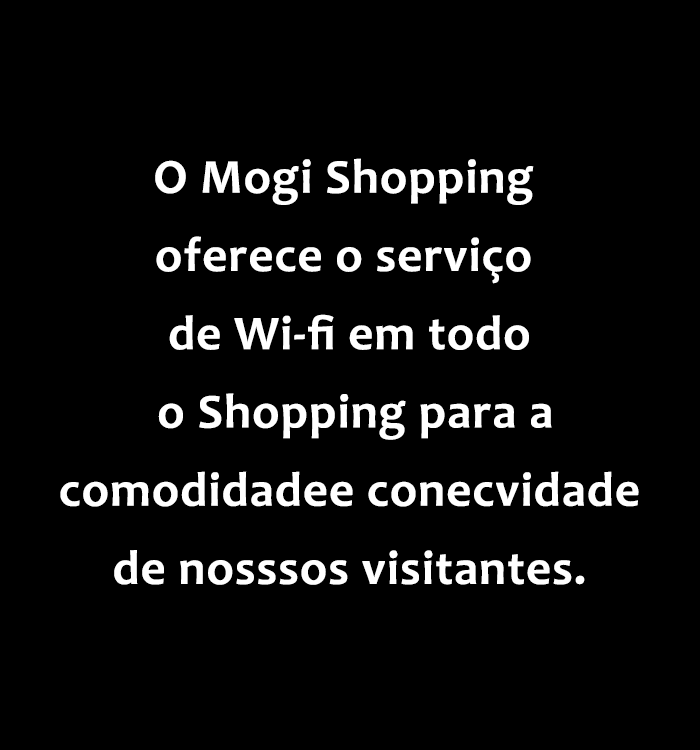 O Mogi Shopping
oferece o serviço
de Wi-fi em todo
o Shopping para a
comodidadee conecvidade
de nosssos visitantes.